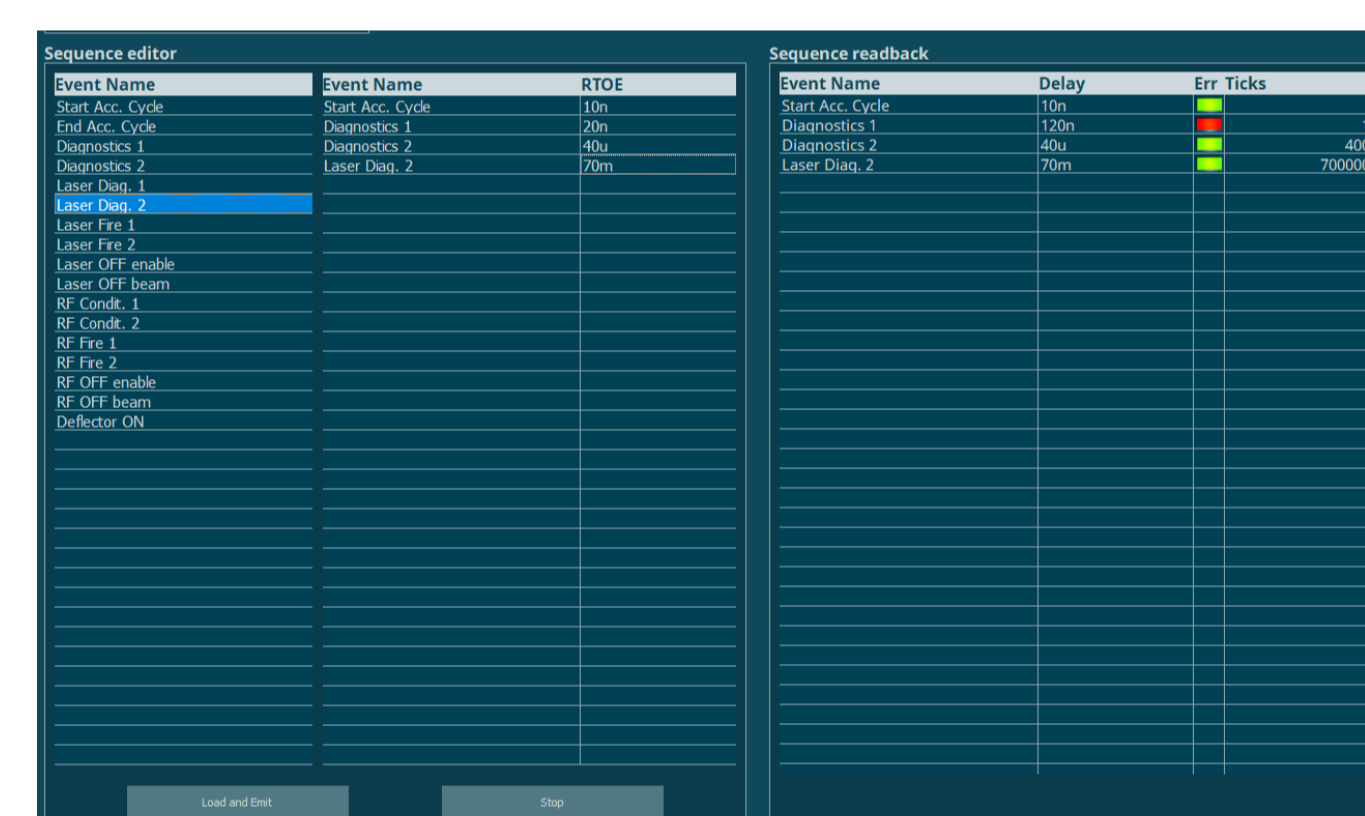 Sequence editor
Event Name
Start Acc. Cycle
End Acc. Cycle
Diagnostics 1
Diagnostics 2
Laser Diag. 1
Laser Diag. 2
Laser Fire 1
Laser Fire 2
Laser OFF enable
Laser OFF beam
RF Condit. 1
RF Condit. 2
RF Fire 1
RF Fire 2
RF OFF enable
RF OFF beam
Deflector ON
Event Name RTOE
Start Acc. Cycle 10n
Diagnostics 1 20n
Diagnostics 2 40u
Laser Diag. 2 70m
Load and Emit
Stop
Sequence readback
Event Name Delay Err Ticks
Start Acc. Cycle 10n
Diagnostics 1 120n
Diagnostics 2 40u
Laser Diag. 2 70m